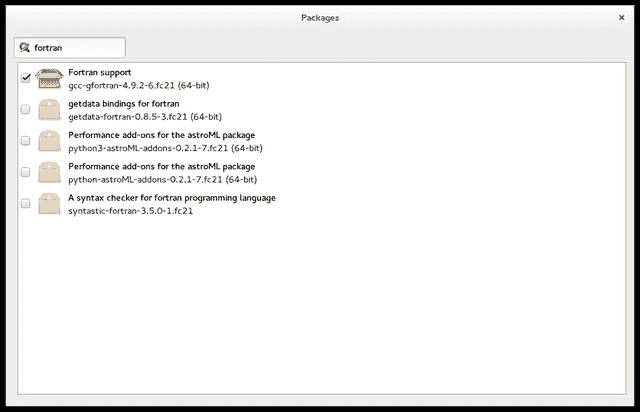 Packages
fortran
Fortran support
gcc-gfortran-4.9.2-6.fc21 (64-bit)
getdata bindings for fortran
getdata-fortran-0.8.5-3.fc21 (64-bit)
Performance add-ons for the astroML package
python3-astroML-addons-0.2.1-7.fc21 (64-bit)
Performance add-ons for the astroML package
python-astroML-addons-0.2.1-7.fc21 (64-bit)
A syntax checker for fortran programming language
syntastic-fortran-3.5.0-1.fc21